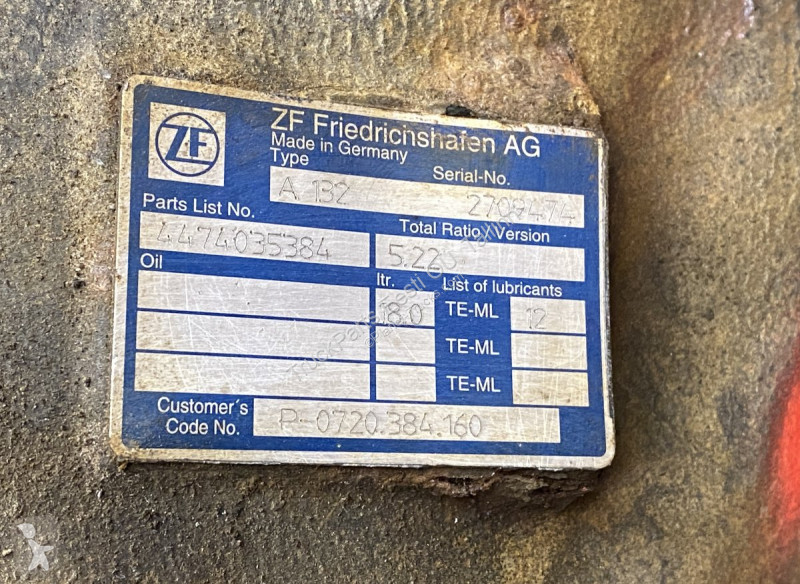 ZF
ZF Friedrichshafen AG
Made in Germany
Type Serial-No.
A 132 2709474
Parts List No. Total Ratio / Version
4474035384 5.22
Oil ltr. List of lubricants
18.0 TE-ML 12
TE-ML
TE-ML
Customer´s
Code No. P-0720.384.160